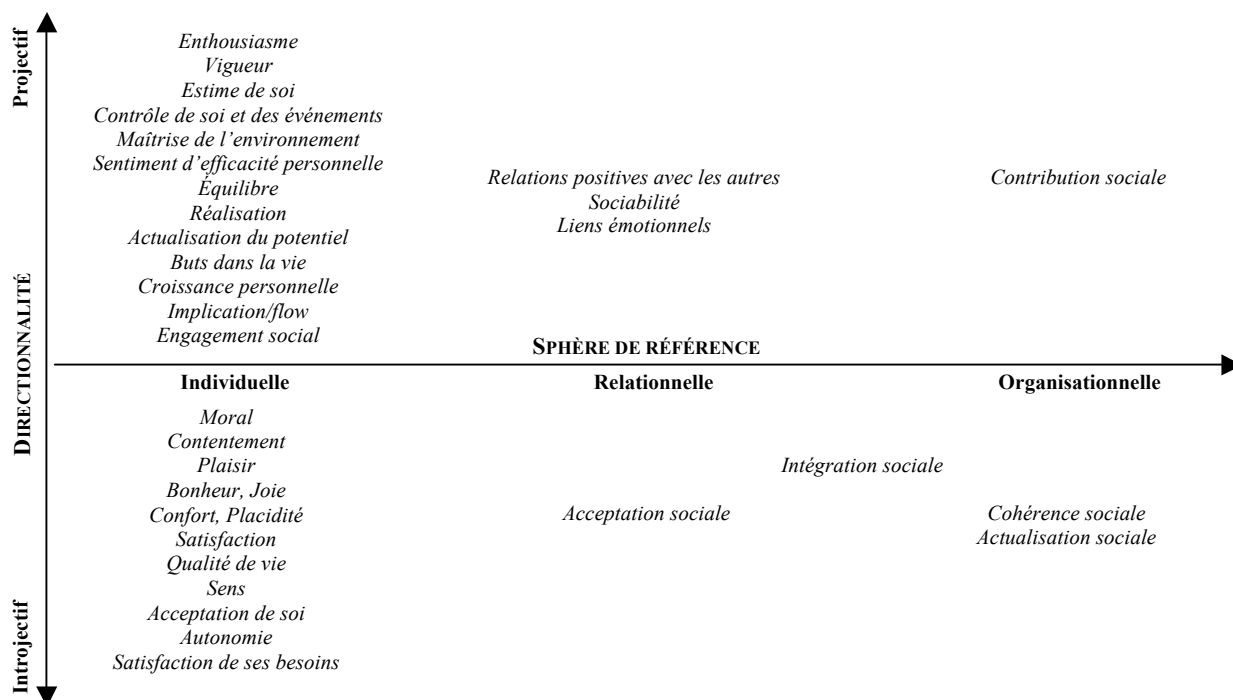 Projectif
Enthousiasme
Vigueur
Estime de soi
Contrôle de soi et des événements
Maîtrise de l’environnement
Sentiment d’efficacité personnelle
Équilibre
Réalisation
Actualisation du potentiel
Buts dans la vie
Croissance personnelle
Implication/flow
Engagement social
Relations positives avec les autres
Sociabilité
Liens émotionnels
Contribution sociale
DIRECTIONNALITÉ
SPHÈRE DE RÉFÉRENCE
Individuelle
Relationnelle
Organisationnelle
Moral
Contentement
Plaisir
Bonheur, Joie
Confort, Placidité
Satisfaction
Qualité de vie
Sens
Acceptation de soi
Autonomie
Satisfaction de ses besoins
Acceptation sociale
Intégration sociale
Cohérence sociale
Actualisation sociale
Introjectif